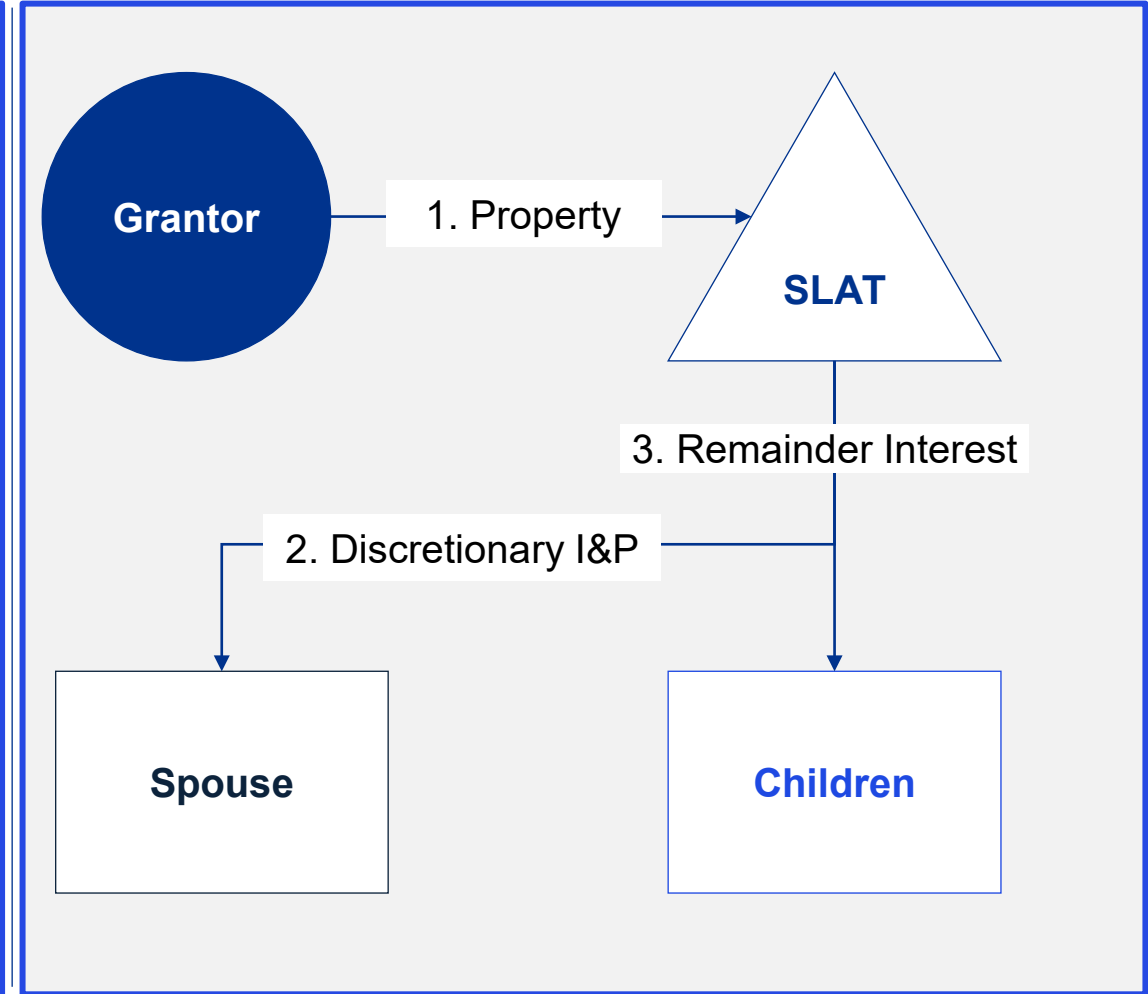 Grantor
1. Property
SLAT
3. Remainder Interest
2. Discretionary I&P
Spouse
Children